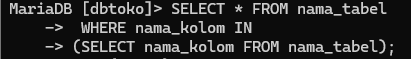 MariaDB [dbtoko]> SELECT * FROM nama_tabel
    ->  WHERE nama_kolom IN
    -> (SELECT nama_kolom FROM nama_tabel);